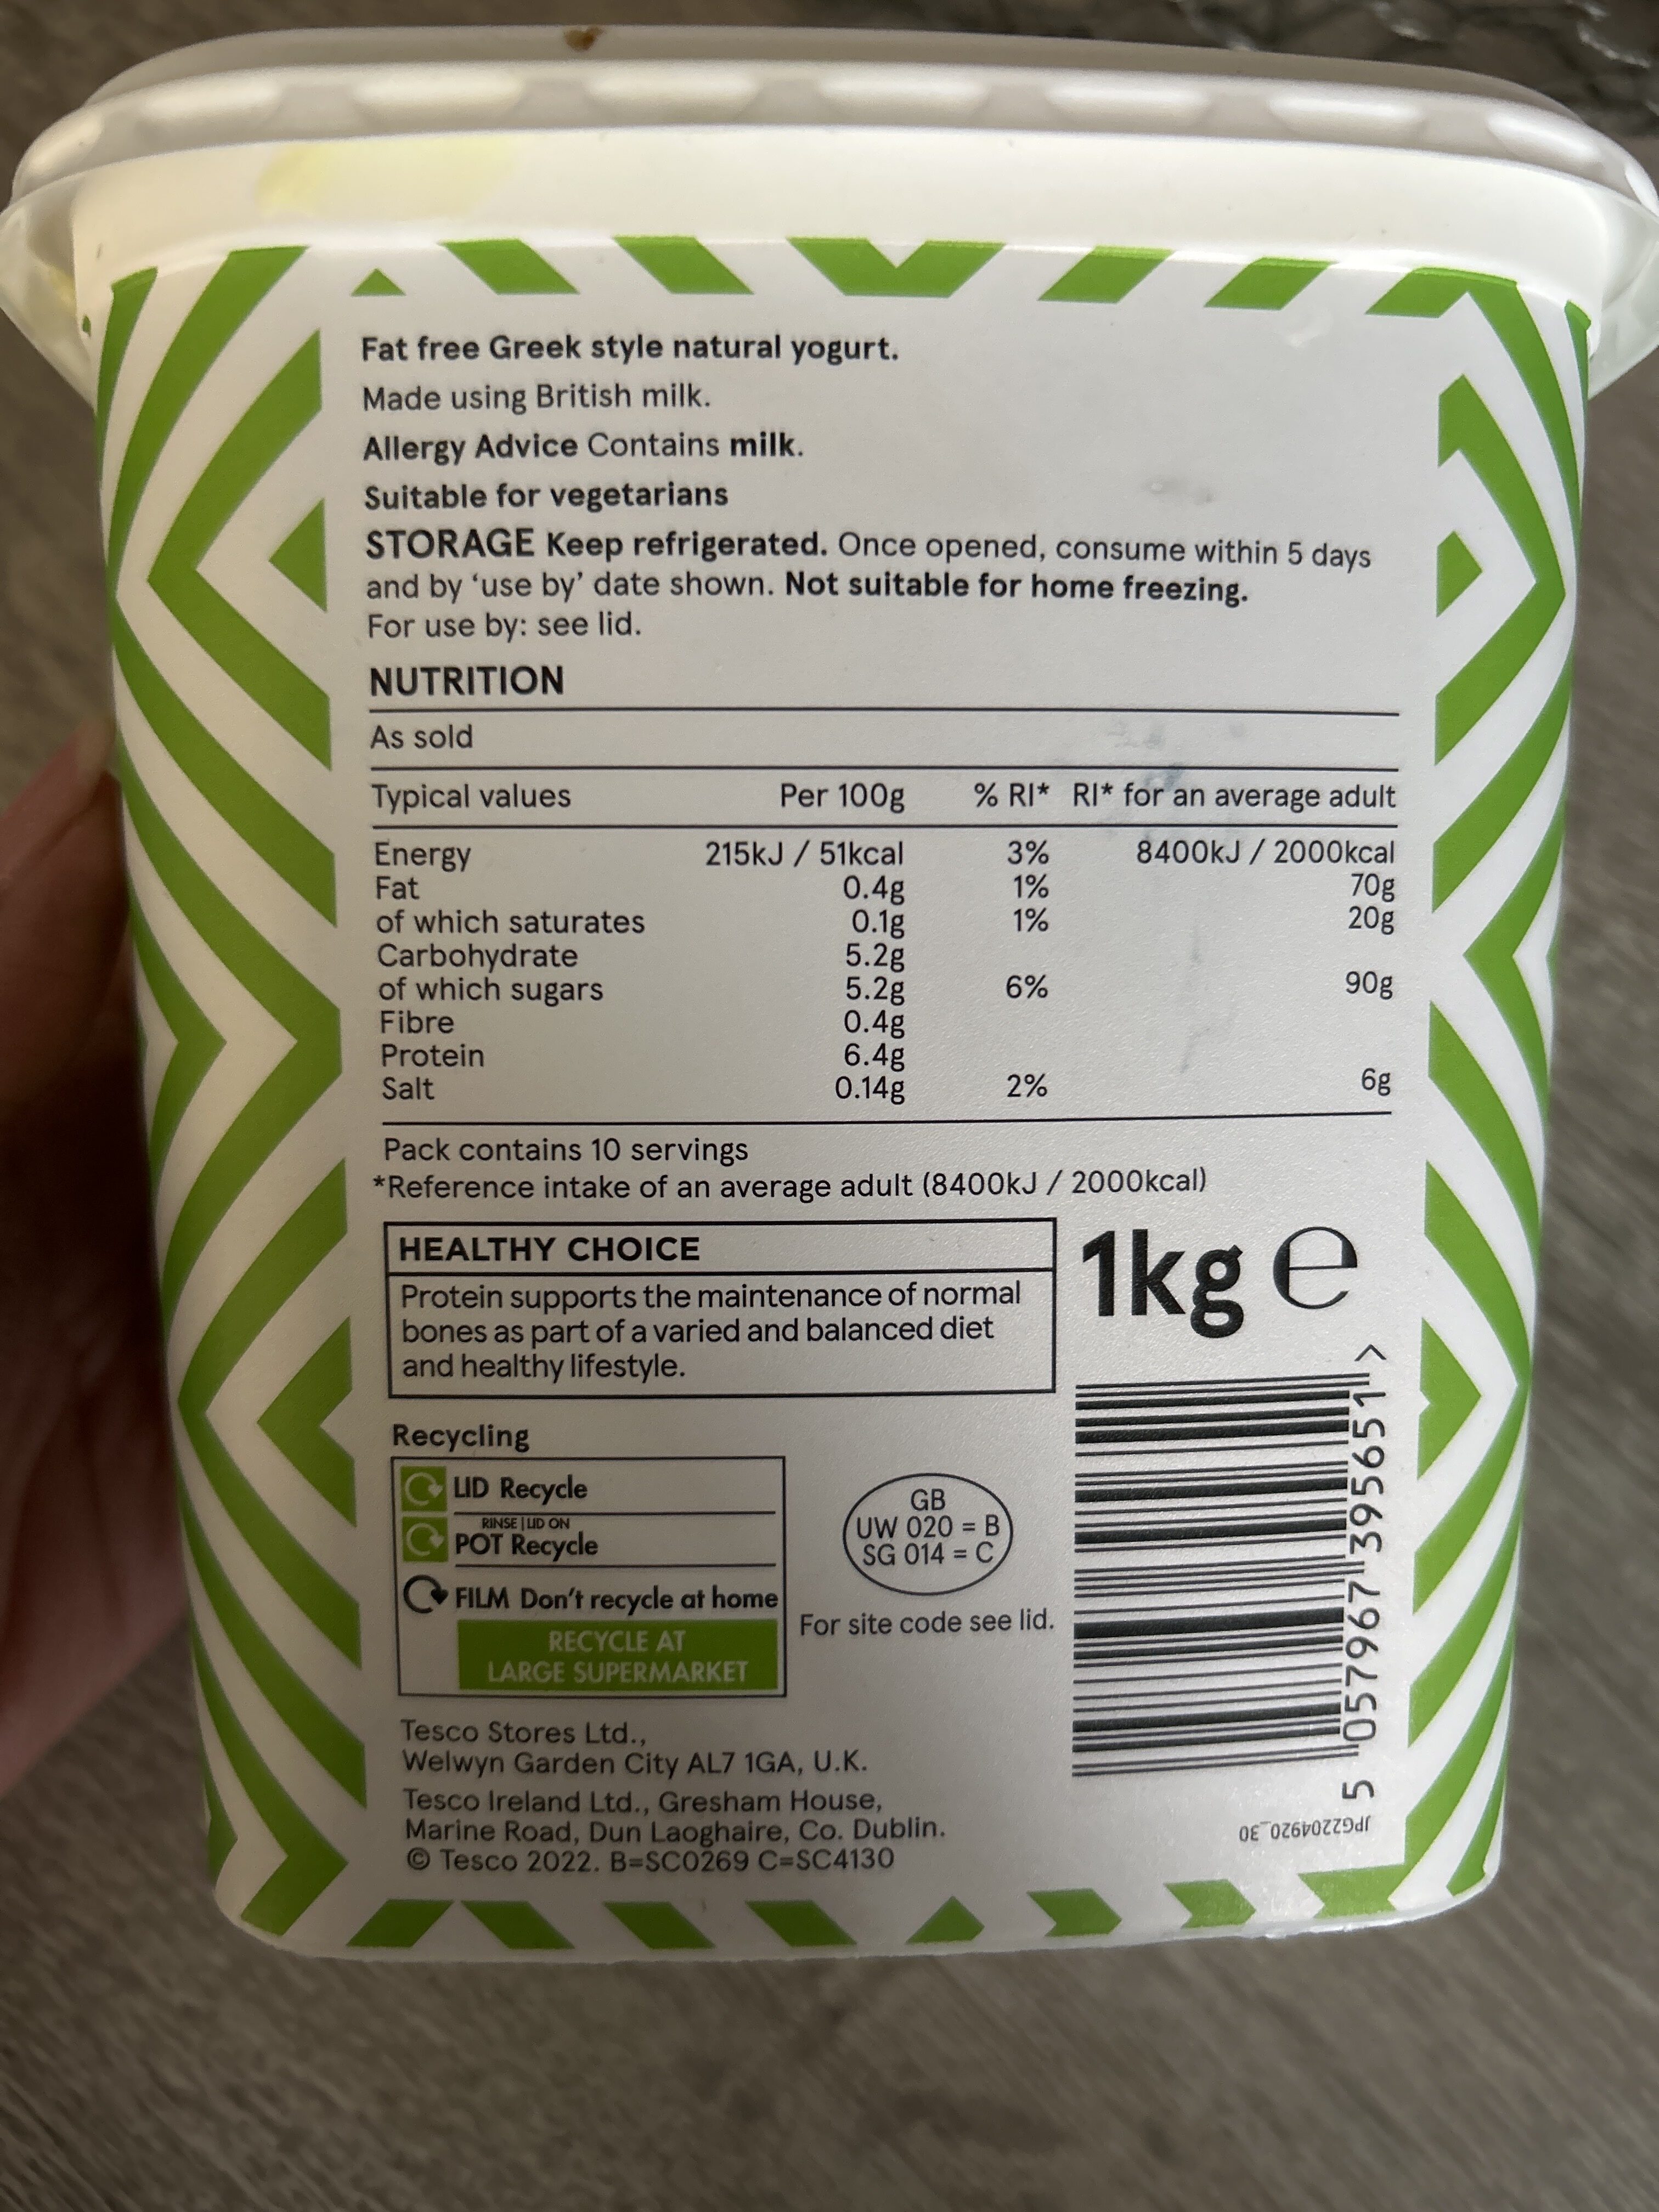 Fat free Greek style natural yogurt.
Made using British milk.
Allergy Advice Contains milk.
Suitable for vegetarians
STORAGE Keep refrigerated. Once opened, consume within 5 days
and by ‘use by’ date shown. Not suitable for home freezing.
For use by: see lid.
NUTRITION
As sold
Typical values Per 100g % RI* RI* for an average adult
Energy 215kJ / 51kcal 3% 8400kJ / 2000kcal
Fat 0.4g 1% 70g
of which saturates 0.1g 1% 20g
Carbohydrate 5.2g
of which sugars 5.2g 6% 90g
Fibre 0.4g
Protein 6.4g
Salt 0.14g 2% 6g
Pack contains 10 servings
*Reference intake of an average adult (8400kJ / 2000kcal)
HEALTHY CHOICE
Protein supports the maintenance of normal
bones as part of a varied and balanced diet
and healthy lifestyle.
1kg e
Recycling
LID Recycle
RINSE | LID ON
POT Recycle
FILM Don't recycle at home
RECYCLE AT
LARGE SUPERMARKET
GB
UW 020 = B
SG 014 = C
For site code see lid.
5 057967 395651 >
JPG2204920_30
Tesco Stores Ltd.,
Welwyn Garden City AL7 1GA, U.K.
Tesco Ireland Ltd., Gresham House,
Marine Road, Dun Laoghaire, Co. Dublin.
© Tesco 2022. B=SC0269 C=SC4130